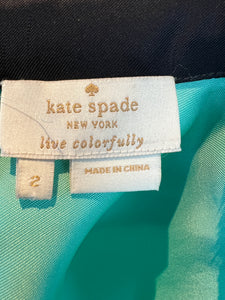 kate spade
NEW YORK
live colorfully
2
MADE IN CHINA